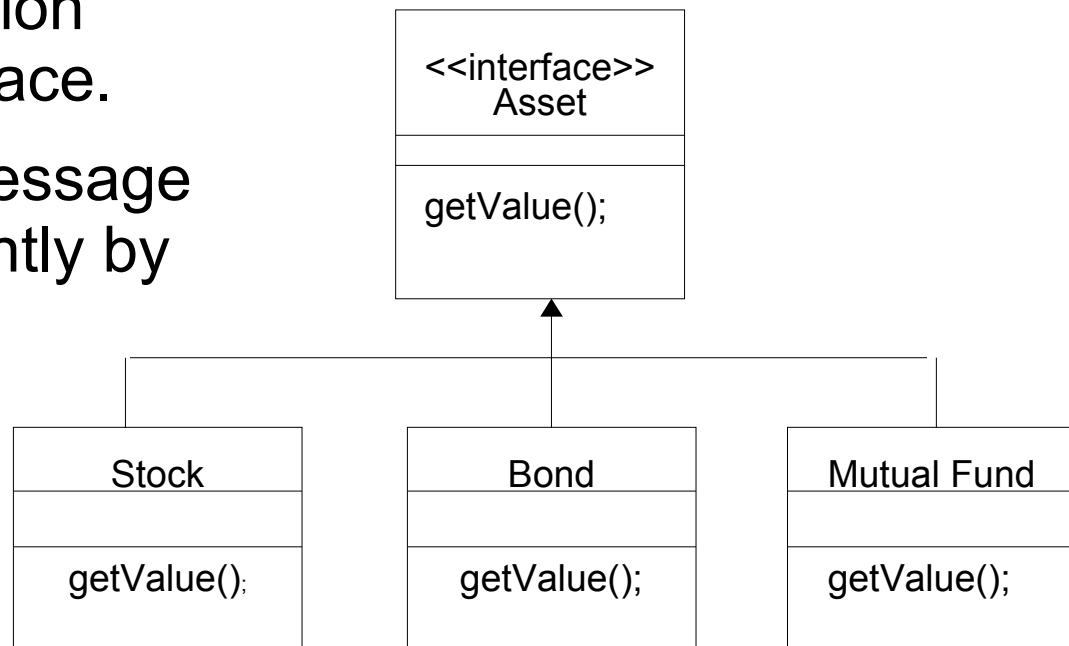 ion
ace.
essage
ntly by
<<interface>>
Asset
getValue();
Stock
Bond
Mutual Fund
getValue();
getValue();
getValue();